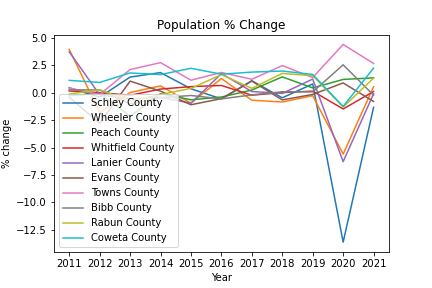 Population % Change
5.0
2.5
0.0
−2.5
−5.0
−7.5
−10.0
−12.5
% change
Schley County
Wheeler County
Peach County
Whitfield County
Lanier County
Evans County
Towns County
Bibb County
Rabun County
Coweta County
2011 2012 2013 2014 2015 2016 2017 2018 2019 2020 2021
Year